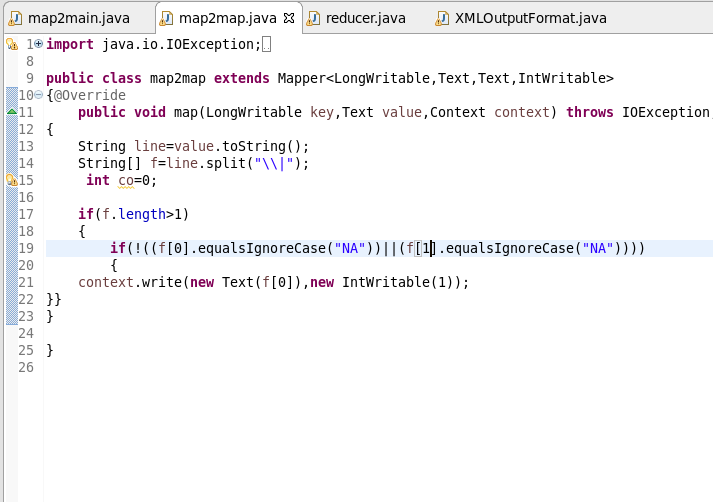 map2main.java map2map.java reducer.java XMLOutputFormat.java
1 import java.io.IOException;
8
9 public class map2map extends Mapper<LongWritable,Text,Text,IntWritable>
10 {@Override
11 public void map(LongWritable key,Text value,Context context) throws IOException,
12 {
13 String line=value.toString();
14 String[] f=line.split("\\|");
15 int co=0;
16
17 if(f.length>1)
18 {
19 if(!((f[0].equalsIgnoreCase("NA"))||(f[1].equalsIgnoreCase("NA"))))
20 {
21 context.write(new Text(f[0]),new IntWritable(1));
22 }}
23 }
24
25 }
26